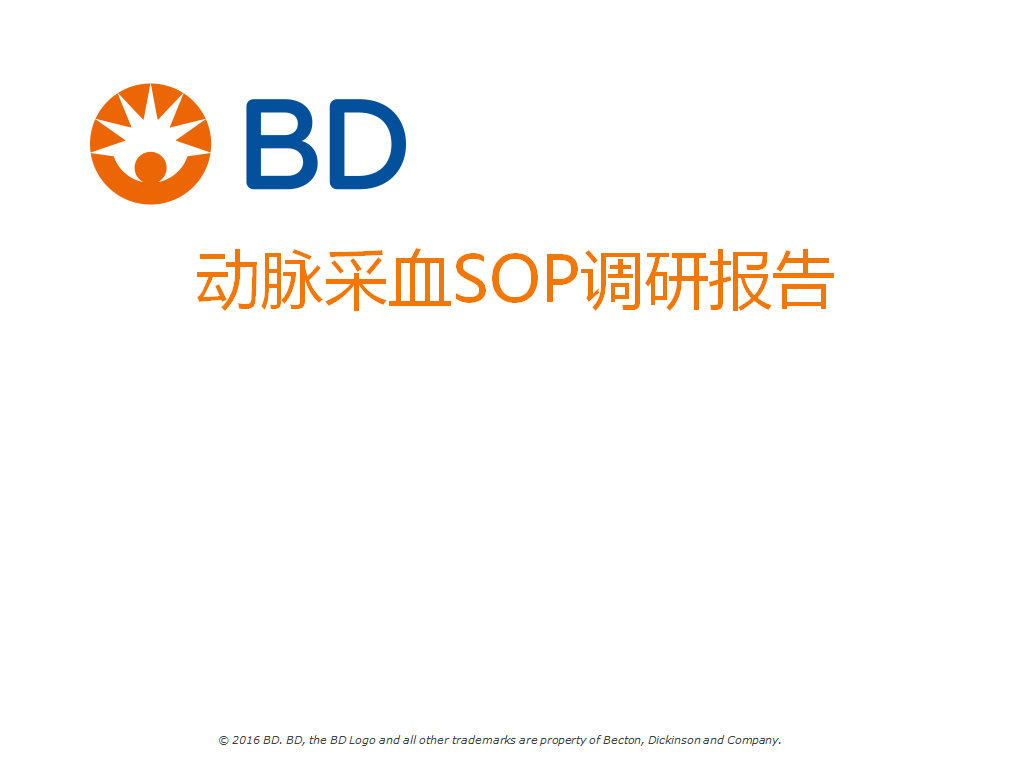 BD
动脉采血SOP调研报告
© 2016 BD. BD, the BD Logo and all other trademarks are property of Becton, Dickinson and Company.